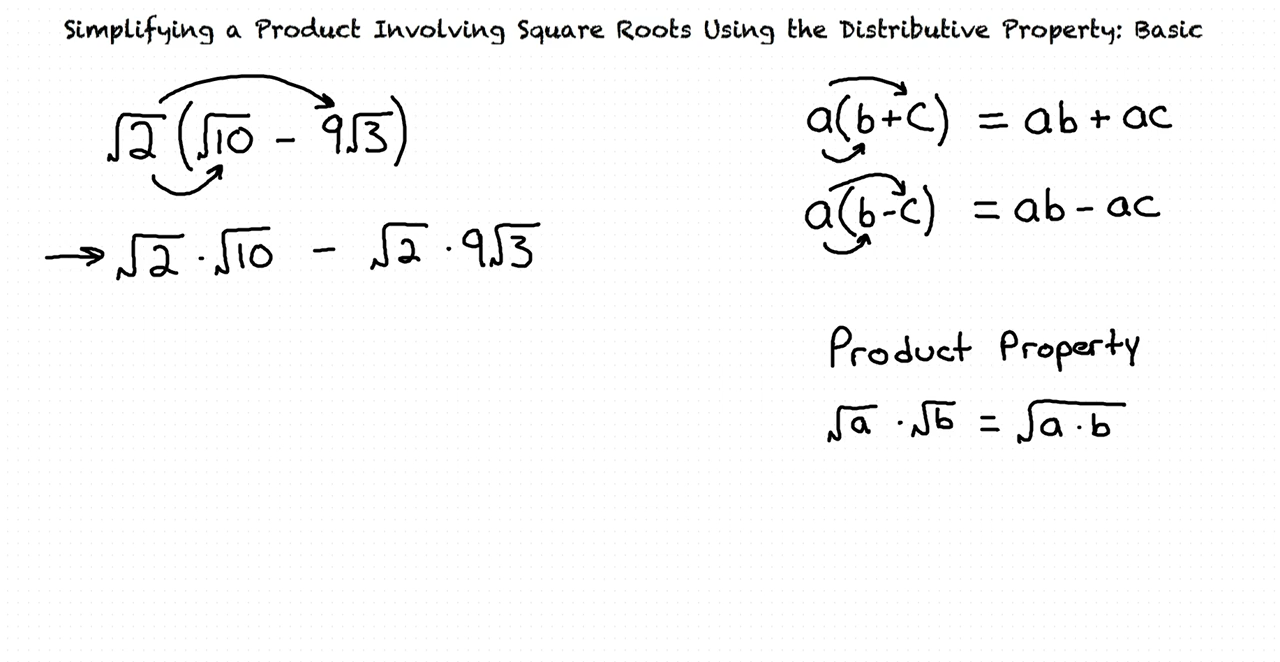 Simplifying a Product Involving Square Roots Using the Distributive Property: Basic
√2(√10 - 9√3)
→ √2 · √10 - √2 · 9√3
a(b+c) = ab + ac
a(b-c) = ab - ac
Product Property
√a · √b = √a · b